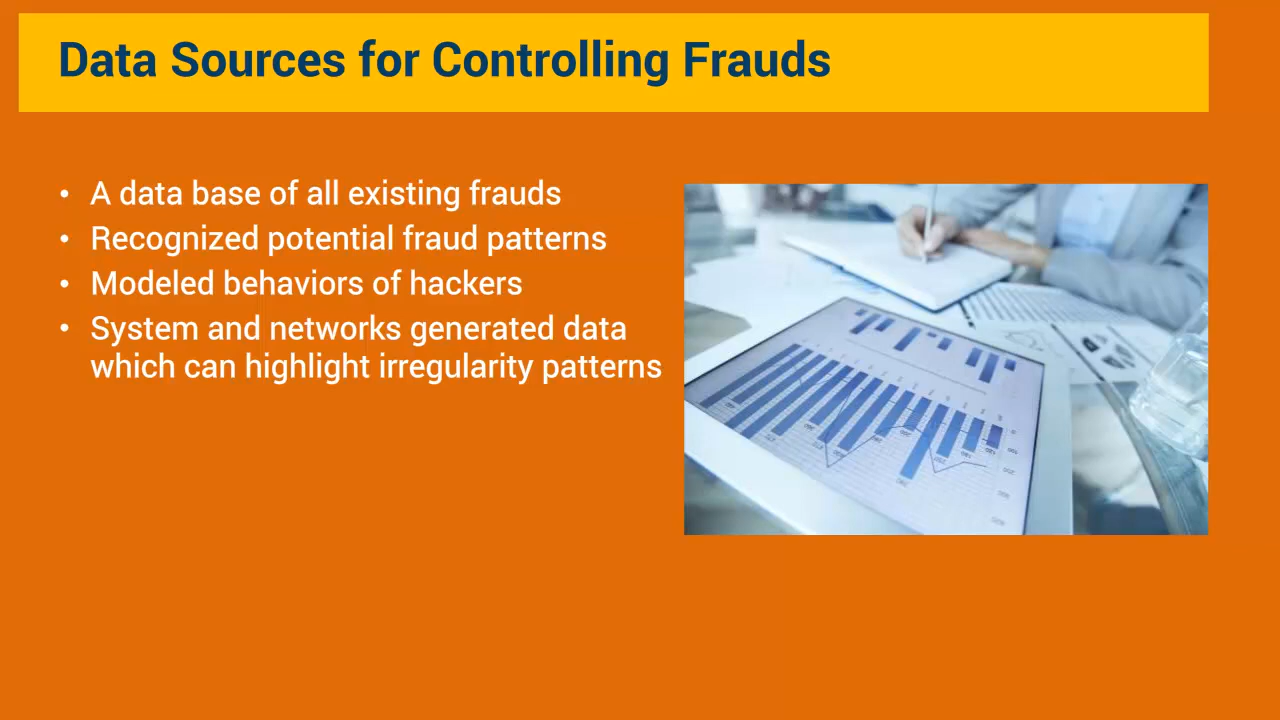 Data Sources for Controlling Frauds
• A data base of all existing frauds
• Recognized potential fraud patterns
• Modeled behaviors of hackers
• System and networks generated data
which can highlight irregularity patterns